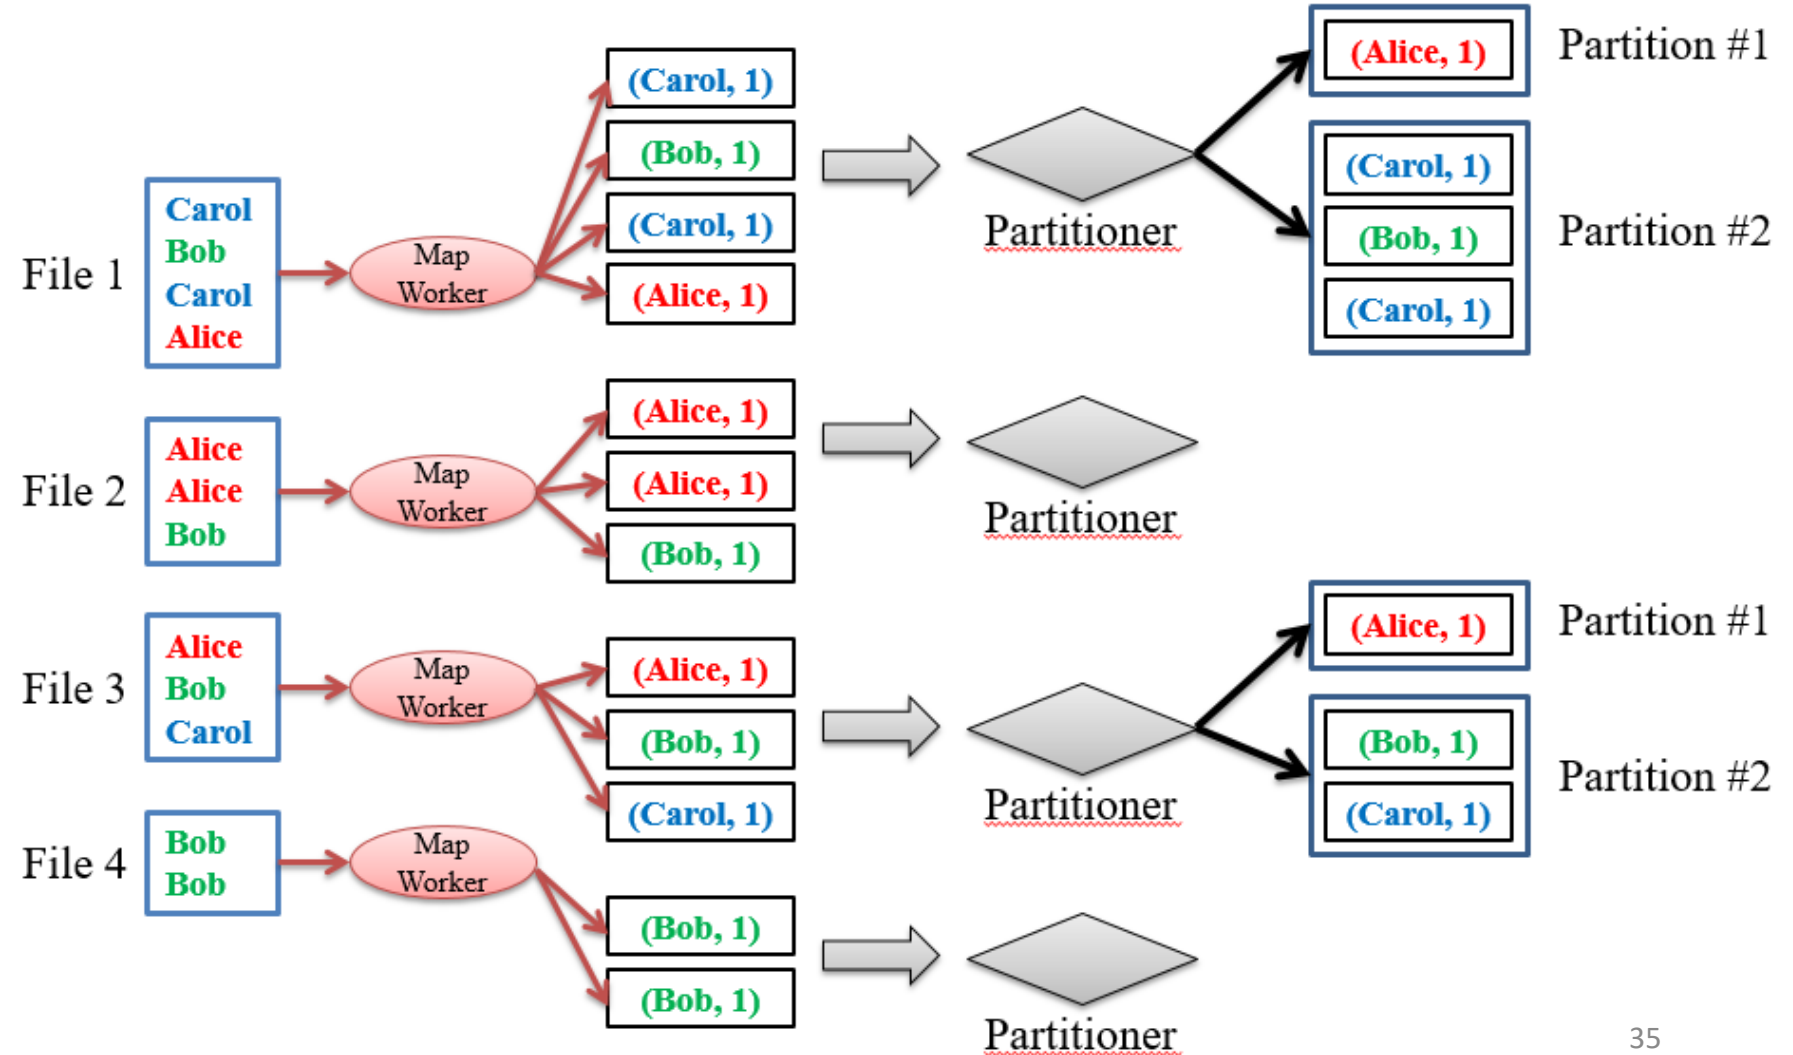 File 1
Carol
Bob
Carol
Alice
Map
Worker
(Carol, 1)
(Bob, 1)
(Carol, 1)
(Alice, 1)
Partitioner
(Alice, 1)
Partition #1
(Carol, 1)
(Bob, 1)
(Carol, 1)
Partition #2
File 2
Alice
Alice
Bob
Map
Worker
(Alice, 1)
(Alice, 1)
(Bob, 1)
Partitioner
File 3
Alice
Bob
Carol
Map
Worker
(Alice, 1)
(Bob, 1)
(Carol, 1)
Partitioner
(Alice, 1)
Partition #1
(Bob, 1)
(Carol, 1)
Partition #2
File 4
Bob
Bob
Map
Worker
(Bob, 1)
(Bob, 1)
Partitioner
35